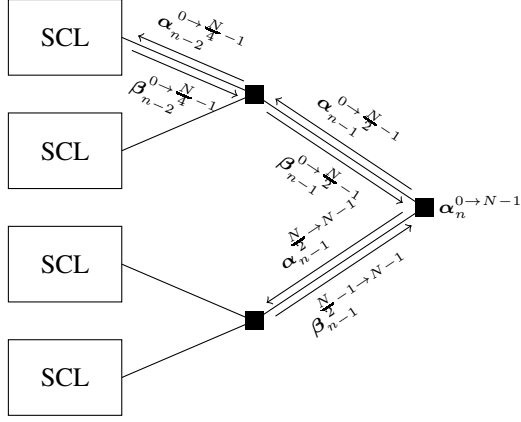 SCL
α_{n-2}^{0→N/4-1}
β_{n-2}^{0→N/4-1}
SCL
α_{n-1}^{0→N/2-1}
β_{n-1}^{0→N/2-1}
α_n^{0→N-1}
α_{n-1}^{N/2→N-1}
β_{n-1}^{N/2-1→N-1}
SCL
SCL